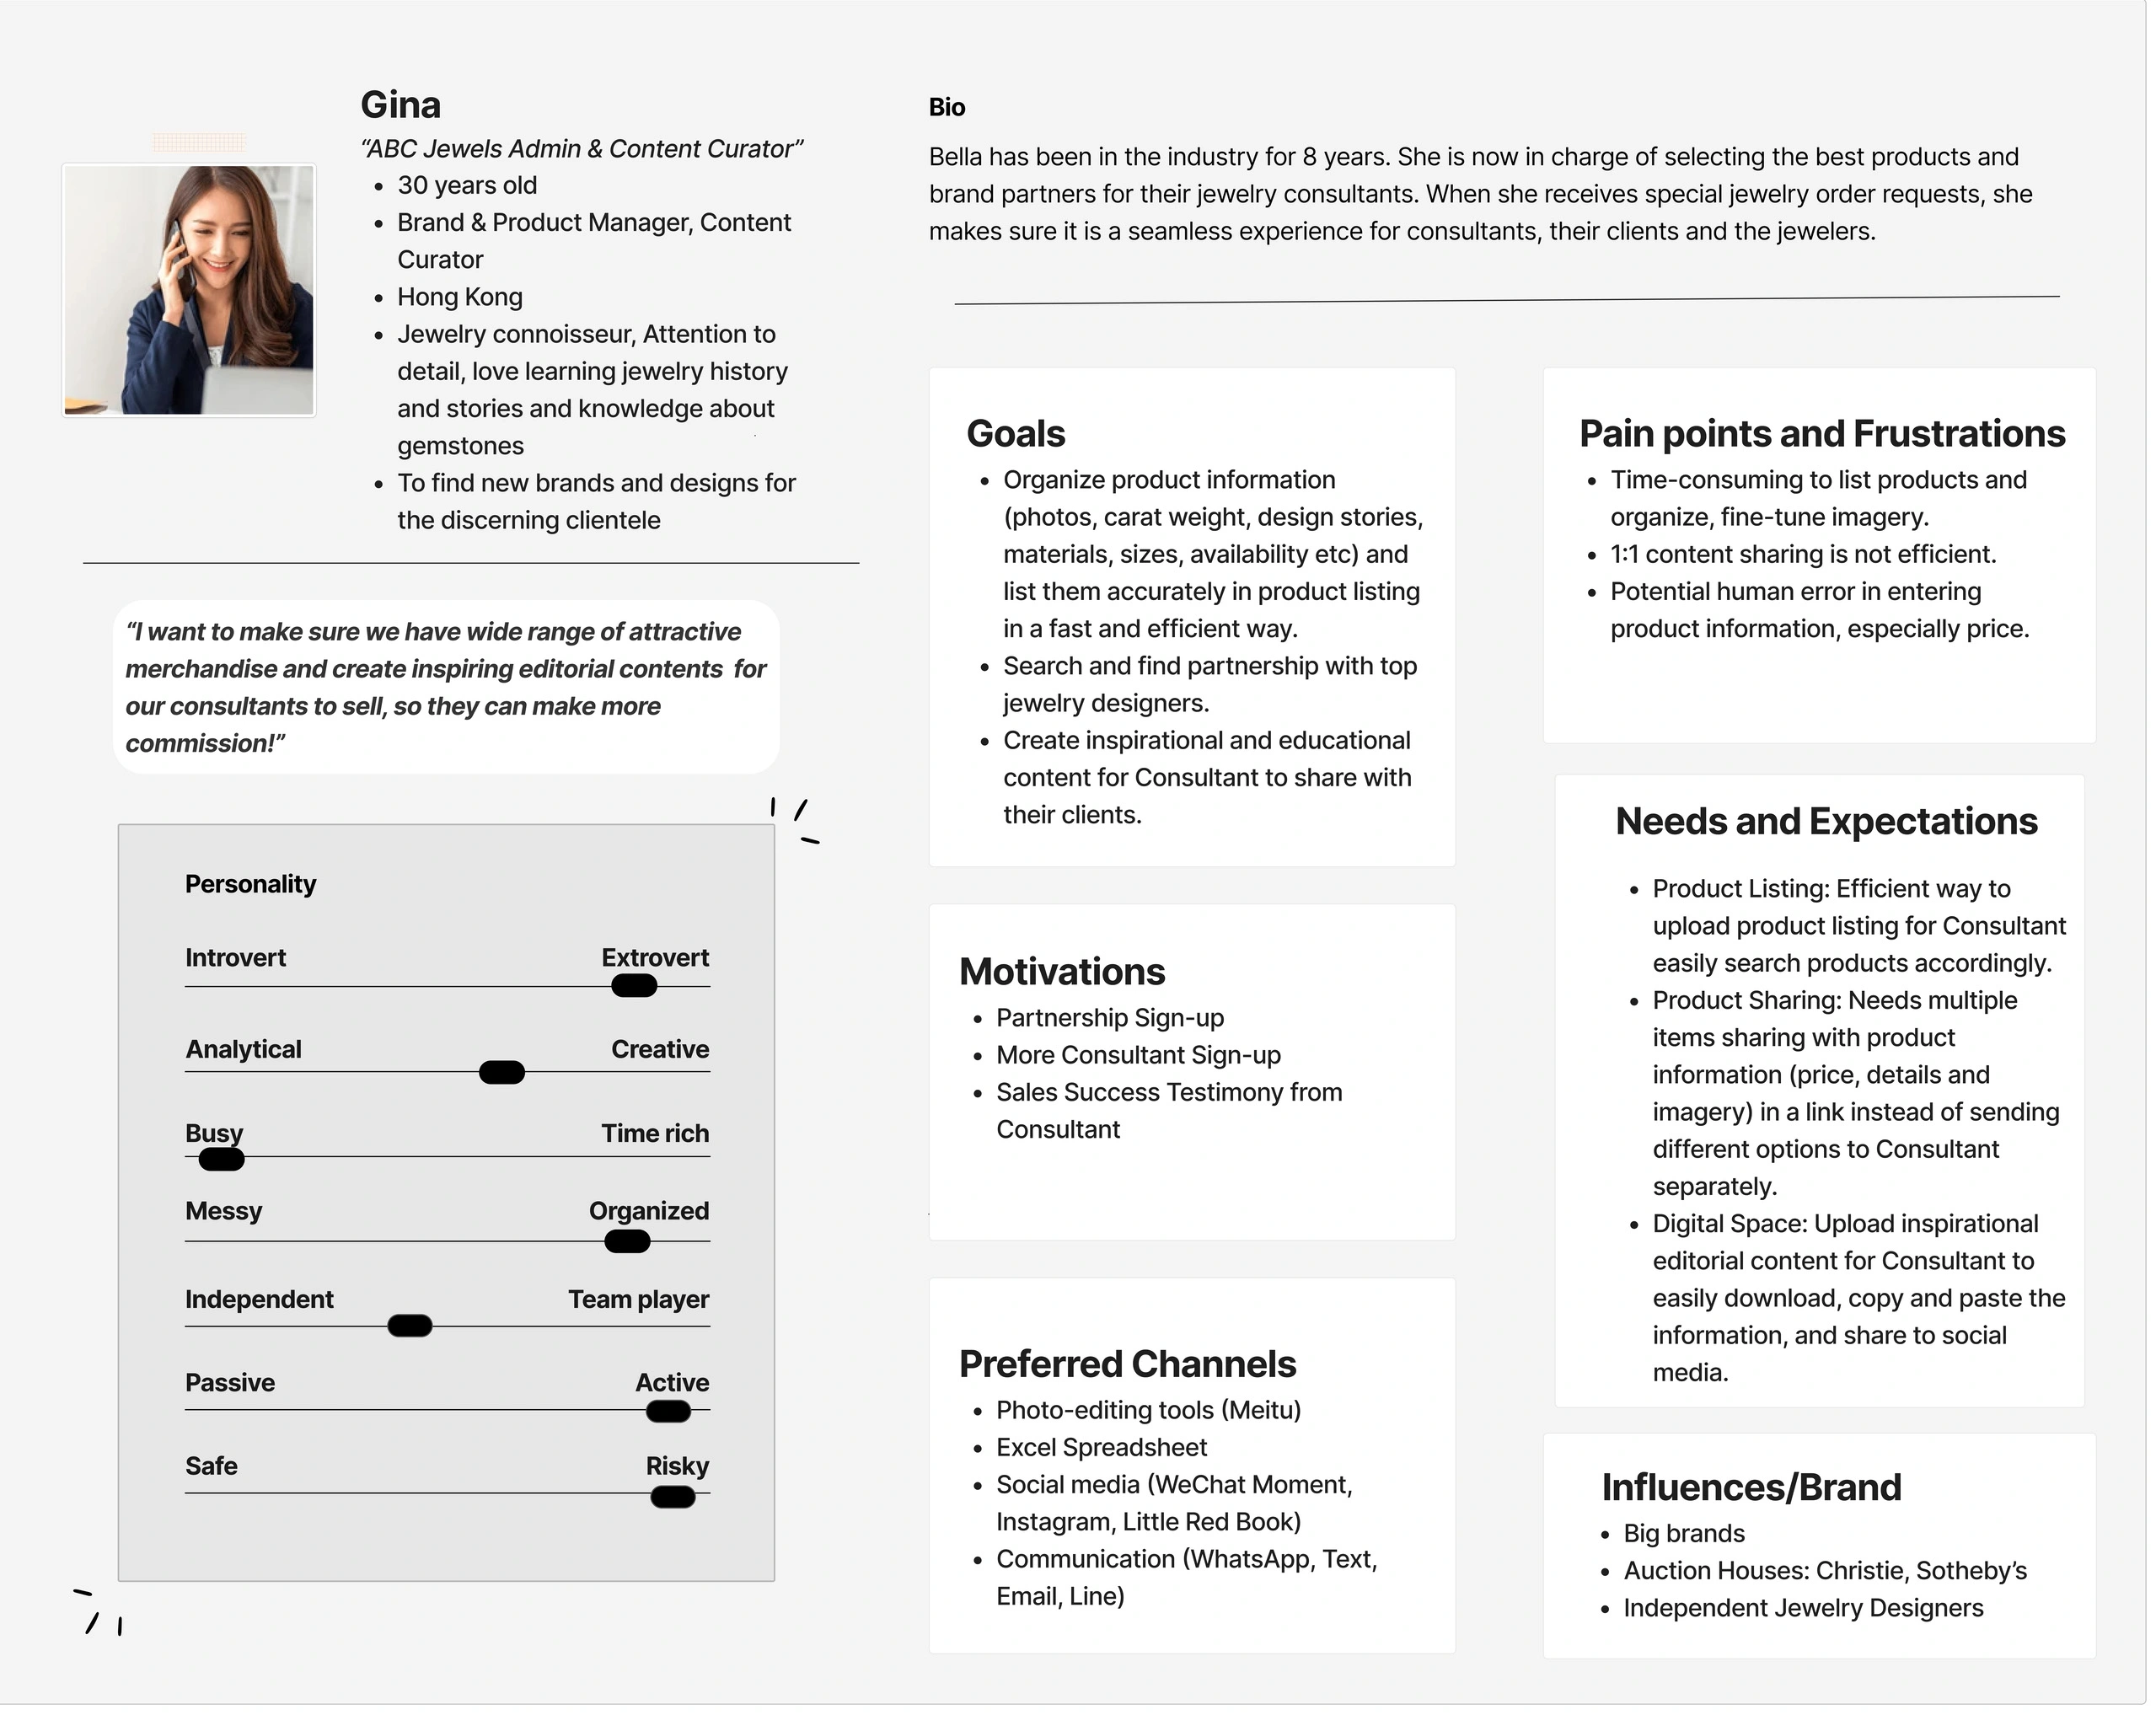 Gina
“ABC Jewels Admin & Content Curator”
• 30 years old
• Brand & Product Manager, Content
Curator
• Hong Kong
• Jewelry connoisseur, Attention to
detail, love learning jewelry history
and stories and knowledge about
gemstones
• To find new brands and designs for
the discerning clientele
“I want to make sure we have wide range of attractive
merchandise and create inspiring editorial contents  for
our consultants to sell, so they can make more
commission!”
Personality
Introvert Extrovert
Analytical Creative
Busy Time rich
Messy Organized
Independent Team player
Passive Active
Safe Risky
Bio
Bella has been in the industry for 8 years. She is now in charge of selecting the best products and
brand partners for their jewelry consultants. When she receives special jewelry order requests, she
makes sure it is a seamless experience for consultants, their clients and the jewelers.
Goals
• Organize product information
(photos, carat weight, design stories,
materials, sizes, availability etc) and
list them accurately in product listing
in a fast and efficient way.
• Search and find partnership with top
jewelry designers.
• Create inspirational and educational
content for Consultant to share with
their clients.
Motivations
• Partnership Sign-up
• More Consultant Sign-up
• Sales Success Testimony from
Consultant
Preferred Channels
• Photo-editing tools (Meitu)
• Excel Spreadsheet
• Social media (WeChat Moment,
Instagram, Little Red Book)
• Communication (WhatsApp, Text,
Email, Line)
Pain points and Frustrations
• Time-consuming to list products and
organize, fine-tune imagery.
• 1:1 content sharing is not efficient.
• Potential human error in entering
product information, especially price.
Needs and Expectations
• Product Listing: Efficient way to
upload product listing for Consultant
easily search products accordingly.
• Product Sharing: Needs multiple
items sharing with product
information (price, details and
imagery) in a link instead of sending
different options to Consultant
separately.
• Digital Space: Upload inspirational
editorial content for Consultant to
easily download, copy and paste the
information, and share to social
media.
Influences/Brand
• Big brands
• Auction Houses: Christie, Sotheby’s
• Independent Jewelry Designers